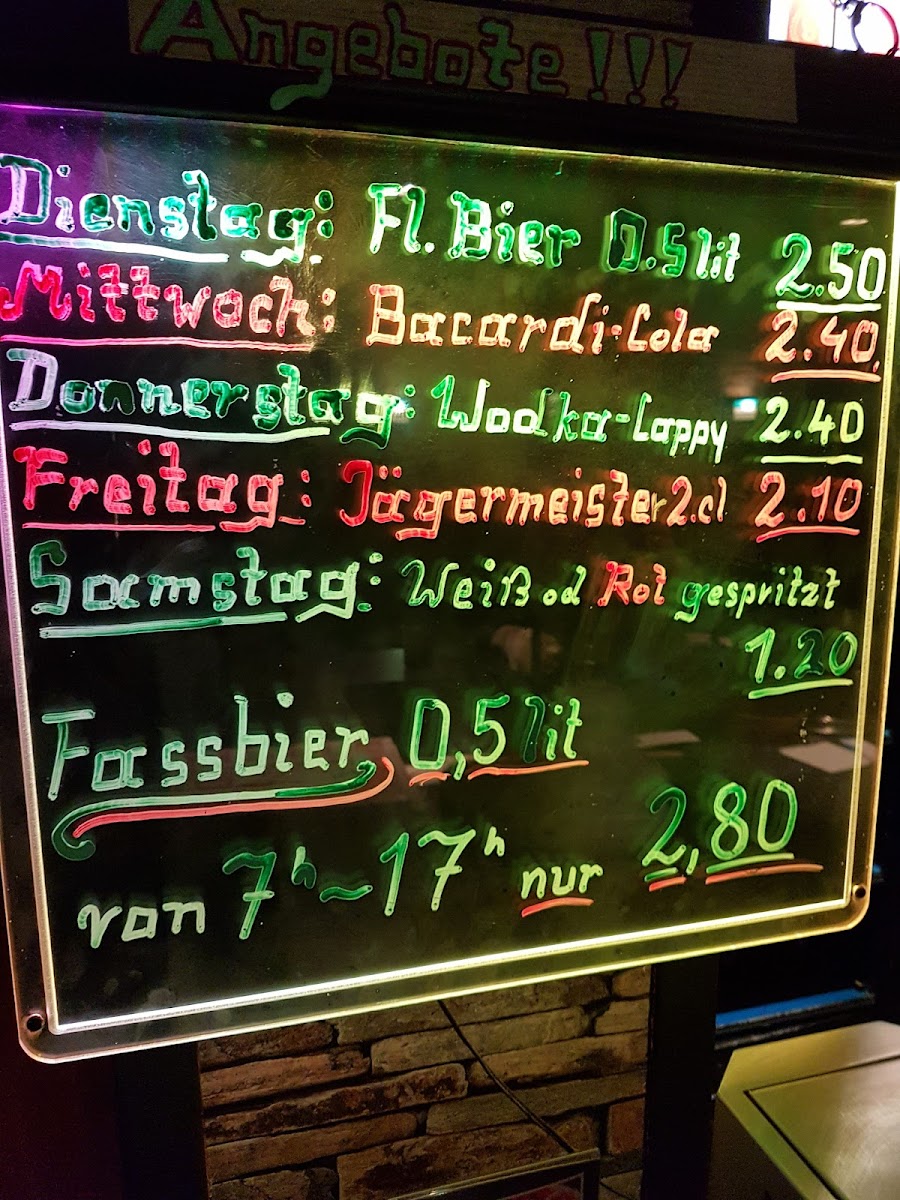 Angebote!!!
Dienstag: Fl. Bier 0.5 lit 2.50
Mittwoch: Bacardi-Cola 2.40
Donnerstag: Wodka-Cappy 2.40
Freitag: Jägermeister 2.cl 2.10
Samstag: Weiß od Rot gespritzt
1.20
Fassbier 0,5 lit
von 7h ~ 17h nur 2,80